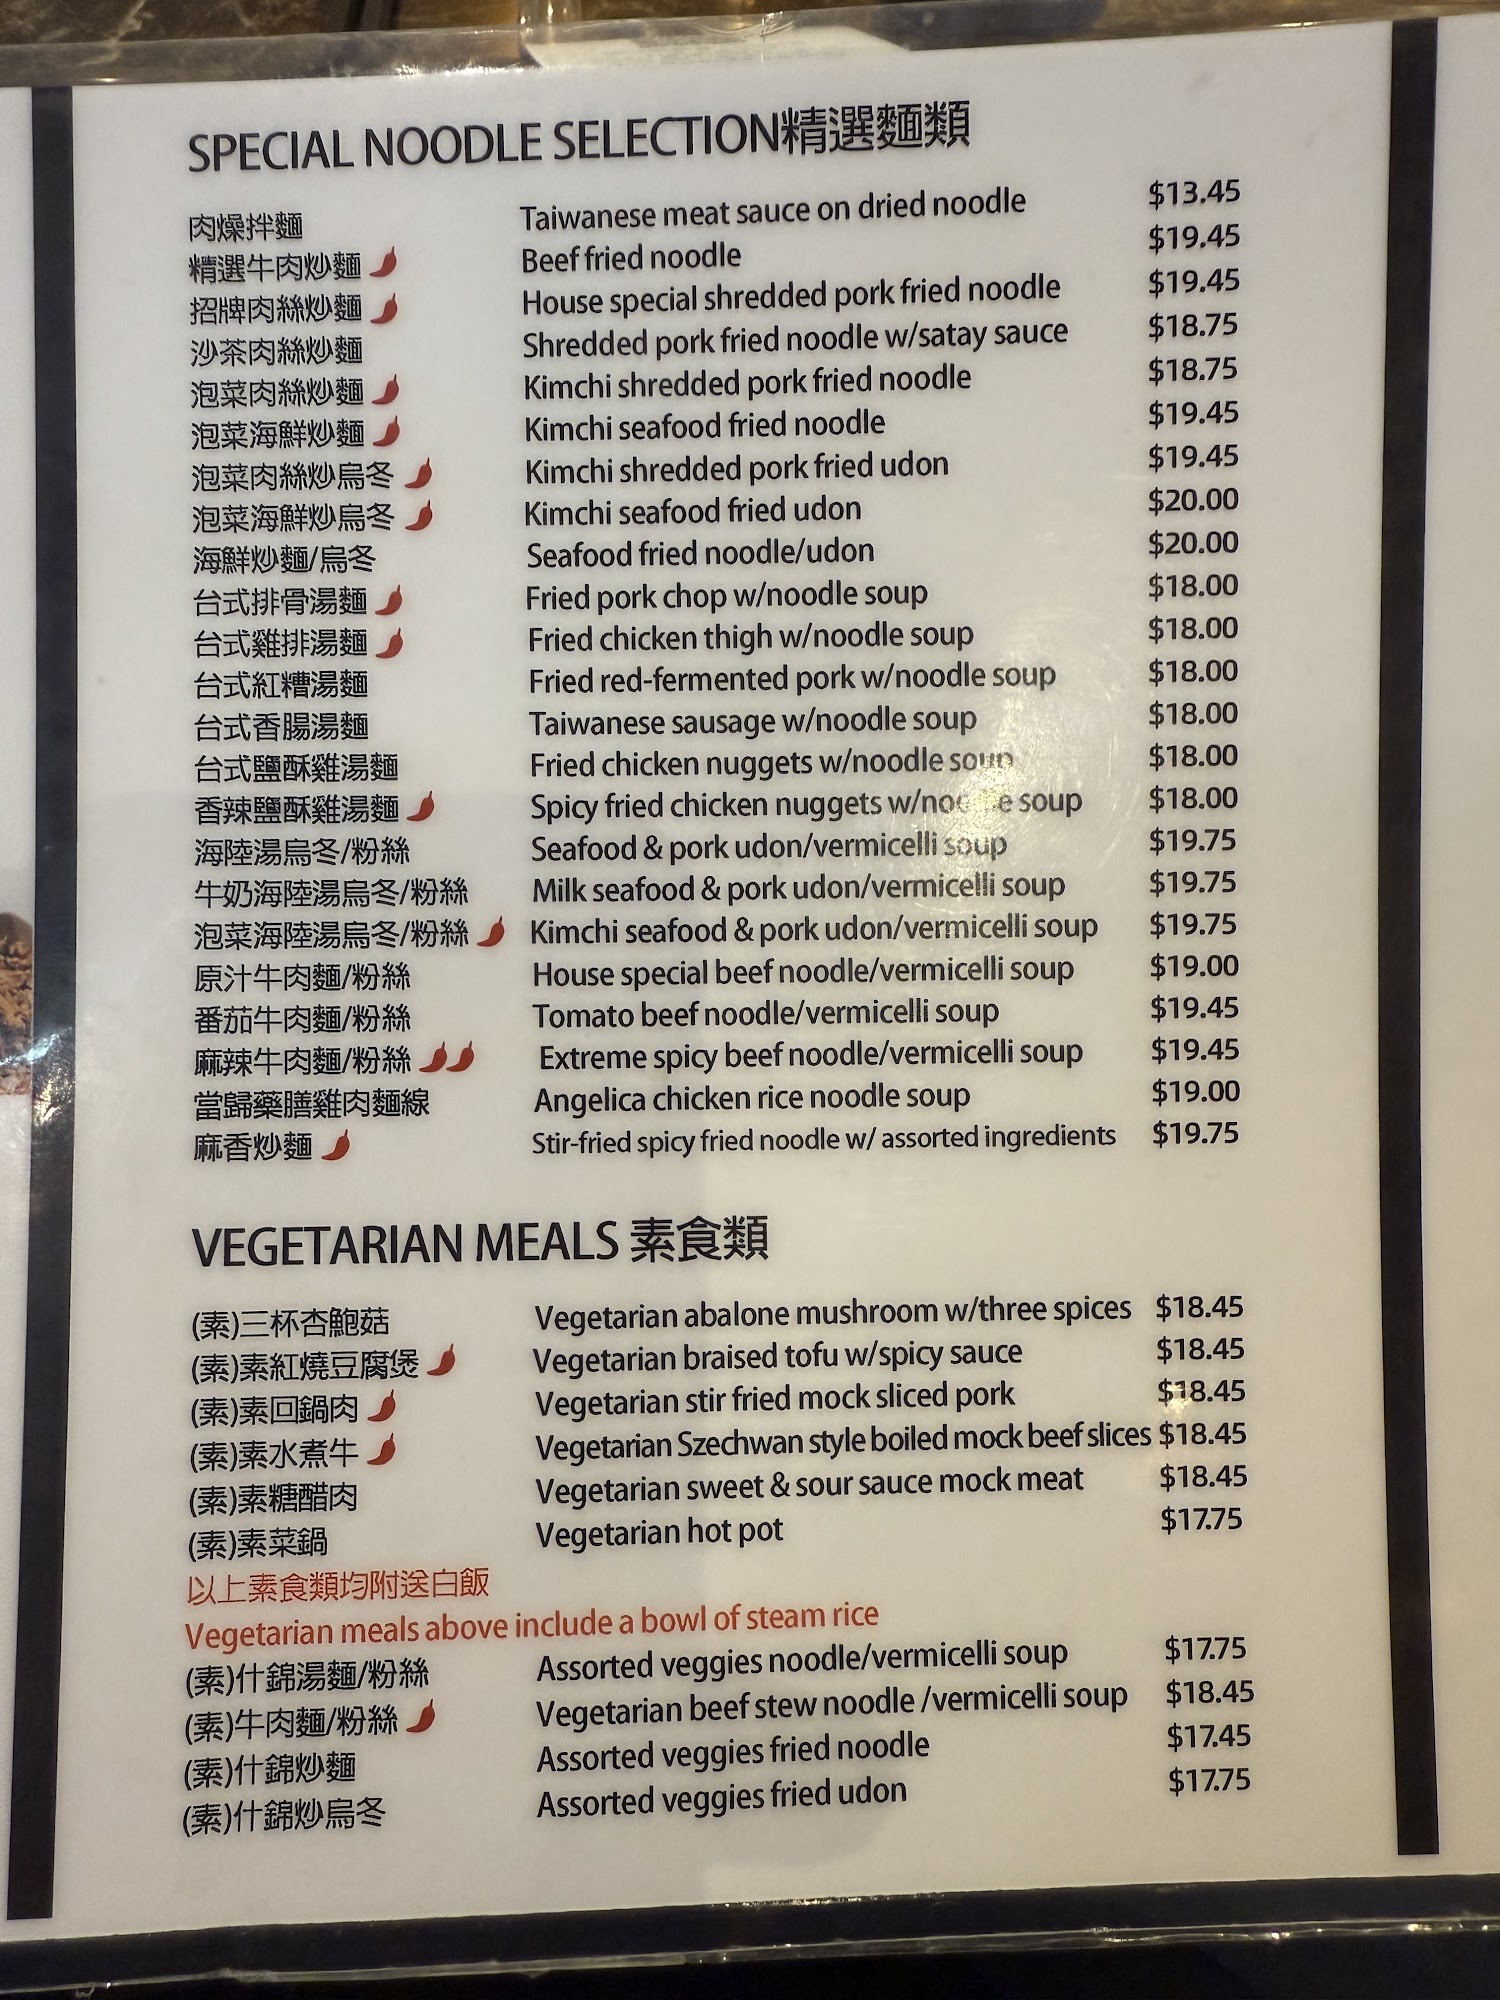 SPECIAL NOODLE SELECTION精選麵類
肉燥拌麵 Taiwanese meat sauce on dried noodle $13.45
精選牛肉炒麵 Beef fried noodle $19.45
招牌肉絲炒麵 House special shredded pork fried noodle $19.45
沙茶肉絲炒麵 Shredded pork fried noodle w/satay sauce $18.75
泡菜肉絲炒麵 Kimchi shredded pork fried noodle $18.75
泡菜海鮮炒麵 Kimchi seafood fried noodle $19.45
泡菜肉絲炒烏冬 Kimchi shredded pork fried udon $19.45
泡菜海鮮炒烏冬 Kimchi seafood fried udon $20.00
海鮮炒麵/烏冬 Seafood fried noodle/udon $20.00
台式排骨湯麵 Fried pork chop w/noodle soup $18.00
台式雞排湯麵 Fried chicken thigh w/noodle soup $18.00
台式紅糟湯麵 Fried red-fermented pork w/noodle soup $18.00
台式香腸湯麵 Taiwanese sausage w/noodle soup $18.00
台式鹽酥雞湯麵 Fried chicken nuggets w/noodle soup $18.00
香辣鹽酥雞湯麵 Spicy fried chicken nuggets w/noodle soup $18.00
海陸湯烏冬/粉絲 Seafood & pork udon/vermicelli soup $19.75
牛奶海陸湯烏冬/粉絲 Milk seafood & pork udon/vermicelli soup $19.75
泡菜海陸湯烏冬/粉絲 Kimchi seafood & pork udon/vermicelli soup $19.75
原汁牛肉麵/粉絲 House special beef noodle/vermicelli soup $19.00
番茄牛肉麵/粉絲 Tomato beef noodle/vermicelli soup $19.45
麻辣牛肉麵/粉絲 Extreme spicy beef noodle/vermicelli soup $19.45
當歸藥膳雞肉麵線 Angelica chicken rice noodle soup $19.00
麻香炒麵 Stir-fried spicy fried noodle w/ assorted ingredients $19.75
VEGETARIAN MEALS 素食類
(素)三杯杏鮑菇 Vegetarian abalone mushroom w/three spices $18.45
(素)素紅燒豆腐煲 Vegetarian braised tofu w/spicy sauce $18.45
(素)素回鍋肉 Vegetarian stir fried mock sliced pork $18.45
(素)素水煮牛 Vegetarian Szechwan style boiled mock beef slices $18.45
(素)素糖醋肉 Vegetarian sweet & sour sauce mock meat $18.45
(素)素菜鍋 Vegetarian hot pot $17.75
以上素食類均附送白飯
Vegetarian meals above include a bowl of steam rice
(素)什錦湯麵/粉絲 Assorted veggies noodle/vermicelli soup $17.75
(素)牛肉麵/粉絲 Vegetarian beef stew noodle /vermicelli soup $18.45
(素)什錦炒麵 Assorted veggies fried noodle $17.45
(素)什錦炒烏冬 Assorted veggies fried udon $17.75